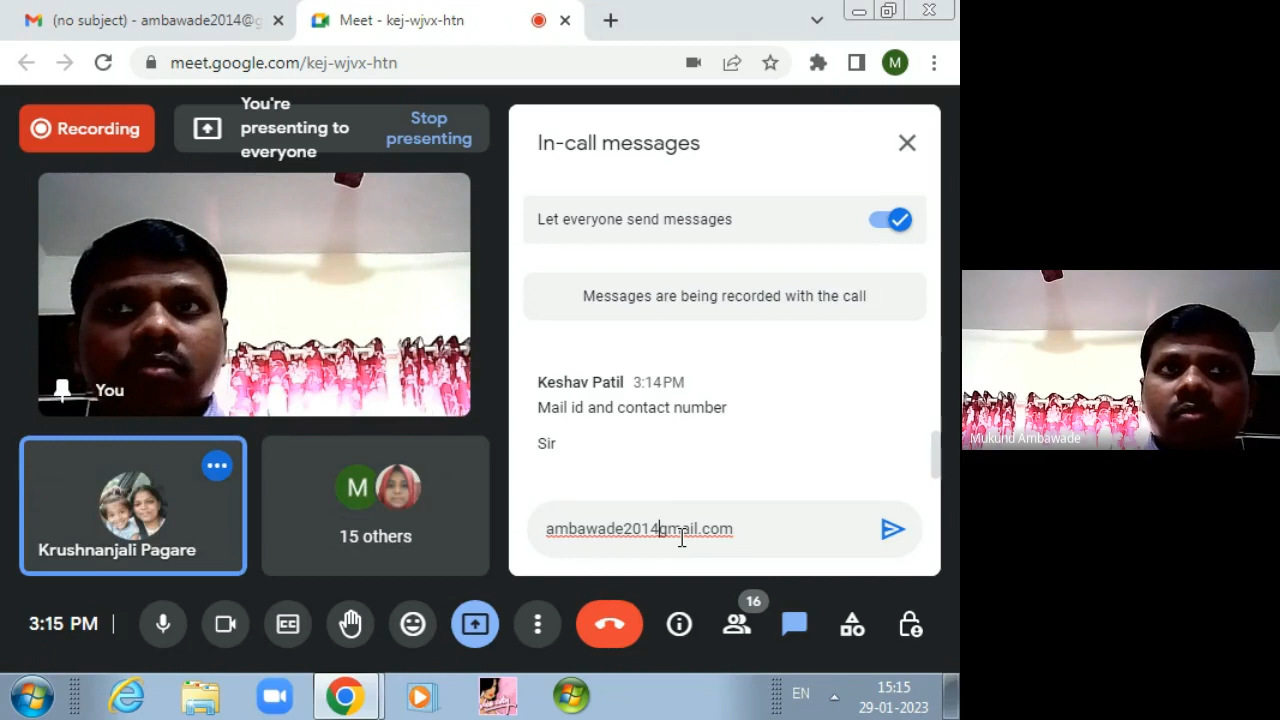 (no subject) - ambawade2014@g
Meet - kej-wjvx-htn
meet.google.com/kej-wjvx-htn
M
Recording
You're
presenting to
everyone
Stop
presenting
In-call messages
Let everyone send messages
Messages are being recorded with the call
You
Keshav Patil 3:14 PM
Mail id and contact number
Sir
Mukund Ambawade
M
15 others
Krushnanjali Pagare
ambawade2014gmail.com
16
3:15 PM
CC
EN
15:15
29-01-2023